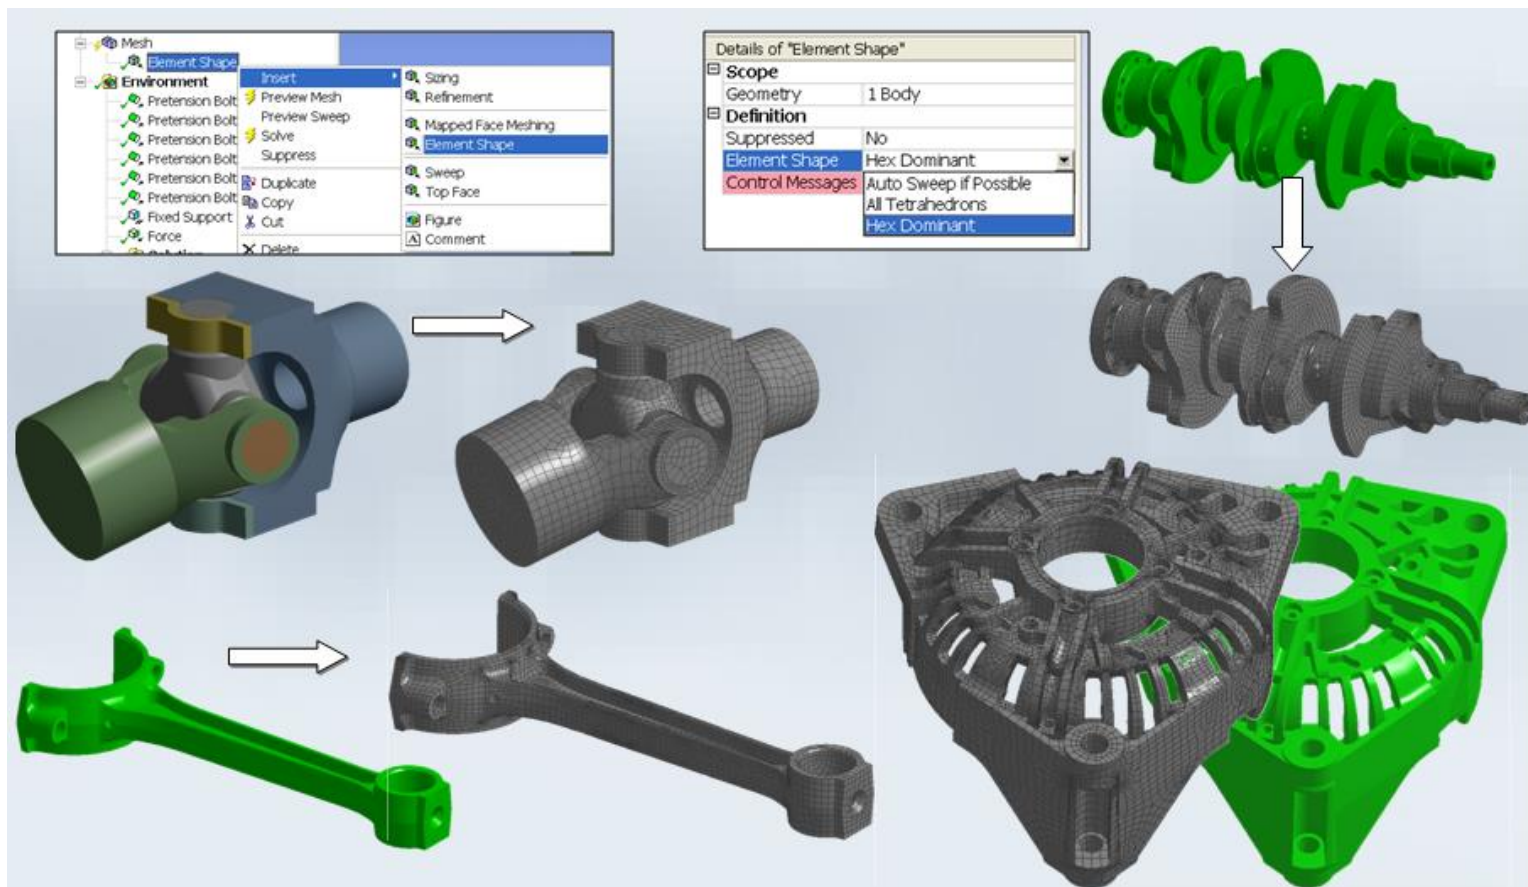 Mesh
Element Shape
Environment
Pretension Bolt
Pretension Bolt
Pretension Bolt
Pretension Bolt
Pretension Bolt
Pretension Bolt
Fixed Support
Force
Solution
Insert
Preview Mesh
Preview Sweep
Solve
Suppress
Duplicate
Copy
Cut
Delete
Sizing
Refinement
Mapped Face Meshing
Element Shape
Sweep
Top Face
Figure
Comment
Details of "Element Shape"
Scope
Geometry 1 Body
Definition
Suppressed No
Element Shape Hex Dominant
Control Messages Auto Sweep if Possible
All Tetrahedrons
Hex Dominant